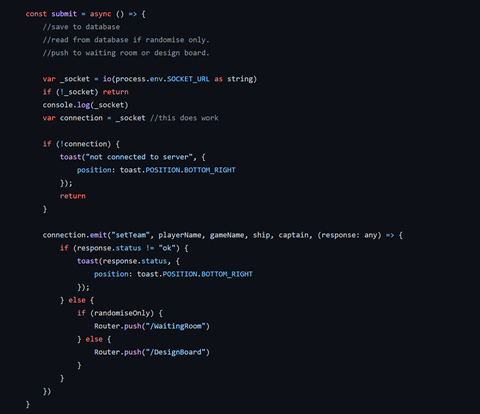 const submit = async () => {
//save to database
//read from database if randomise only.
//push to waiting room or design board.
var _socket = io(process.env.SOCKET_URL as string)
if (!_socket) return
console.log(_socket)
var connection = _socket //this does work
if (!connection) {
toast("not connected to server", {
position: toast.POSITION.BOTTOM_RIGHT
});
return
}
connection.emit("setTeam", playerName, gameName, ship, captain, (response: any) => {
if (response.status != "ok") {
toast(response.status, {
position: toast.POSITION.BOTTOM_RIGHT
});
} else {
if (randomiseOnly) {
Router.push("/WaitingRoom")
} else {
Router.push("/DesignBoard")
}
}
})
}